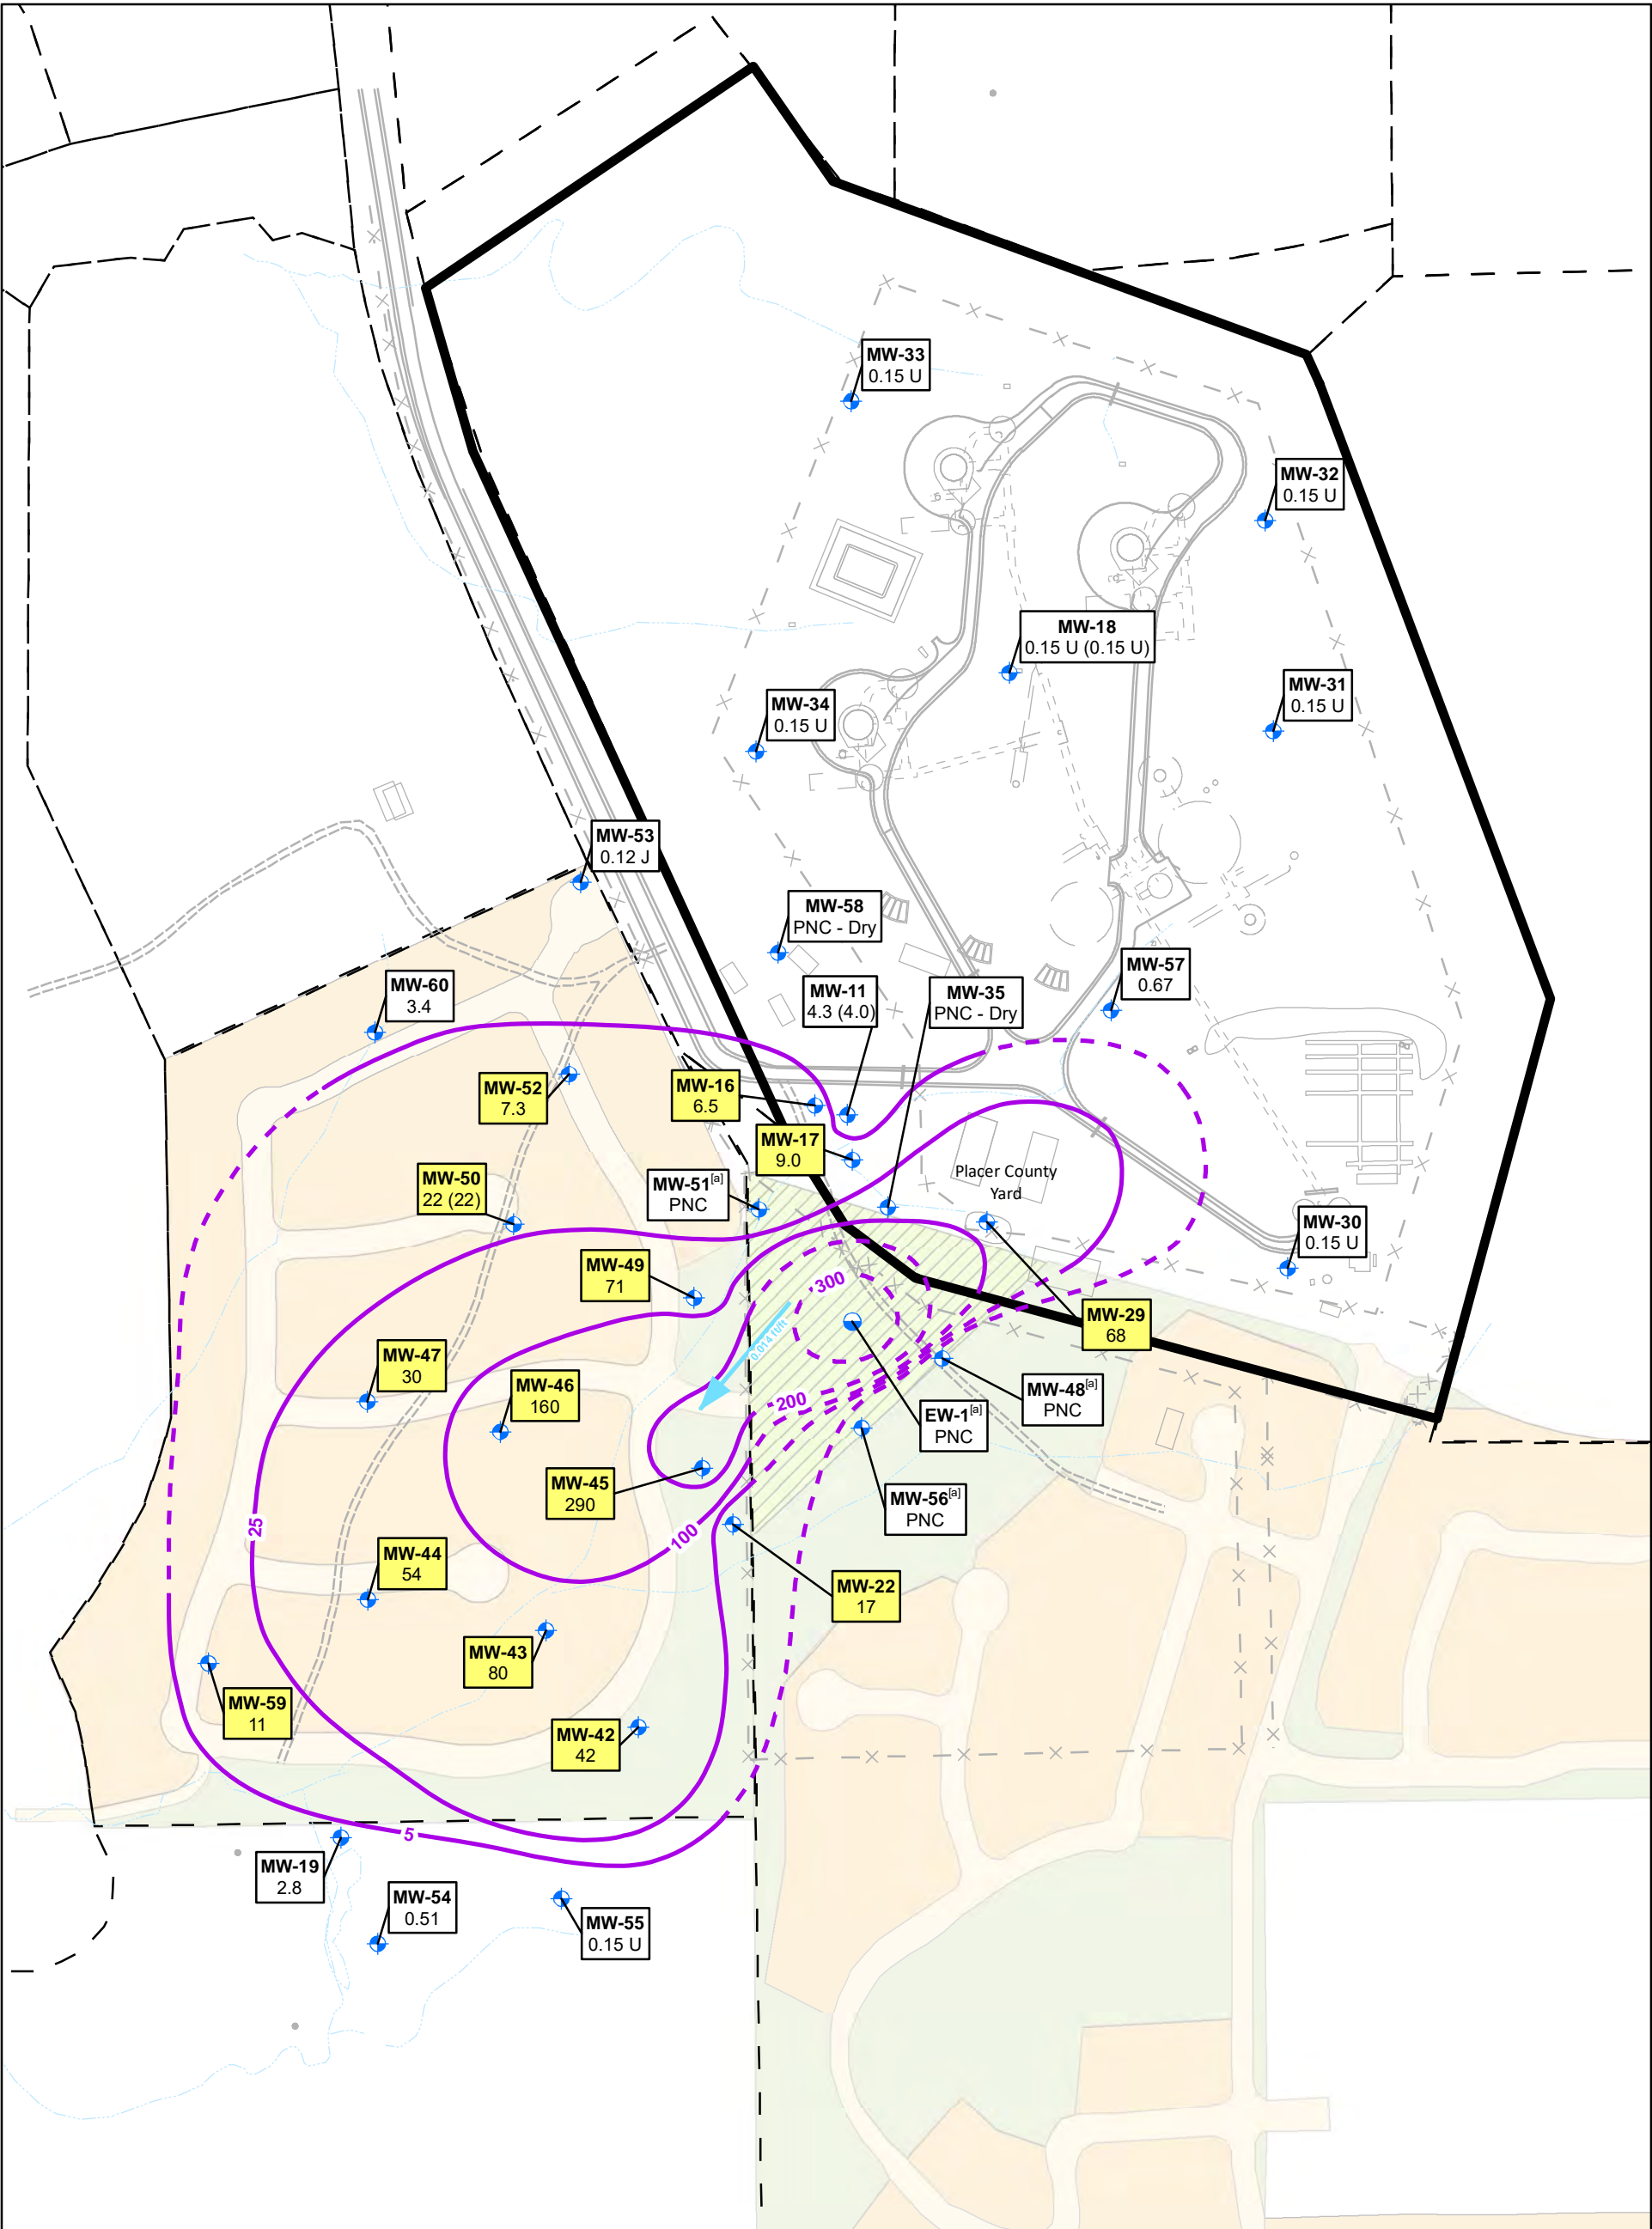 MW-33
0.15 U
MW-32
0.15 U
MW-18
0.15 U (0.15 U)
MW-31
0.15 U
MW-34
0.15 U
MW-53
0.12 J
MW-58
PNC - Dry
MW-57
0.67
MW-60
3.4
MW-11
4.3 (4.0)
MW-35
PNC - Dry
MW-52
7.3
MW-16
6.5
MW-17
9.0
Placer County
Yard
MW-50
22 (22)
MW-51[a]
PNC
MW-30
0.15 U
MW-49
71
300
0.014 ft/ft
MW-29
68
MW-47
30
MW-46
160
200
MW-48[a]
PNC
EW-1[a]
PNC
MW-45
290
MW-56[a]
PNC
25
100
MW-44
54
MW-22
17
MW-43
80
MW-59
11
MW-42
42
5
MW-19
2.8
MW-54
0.51
MW-55
0.15 U